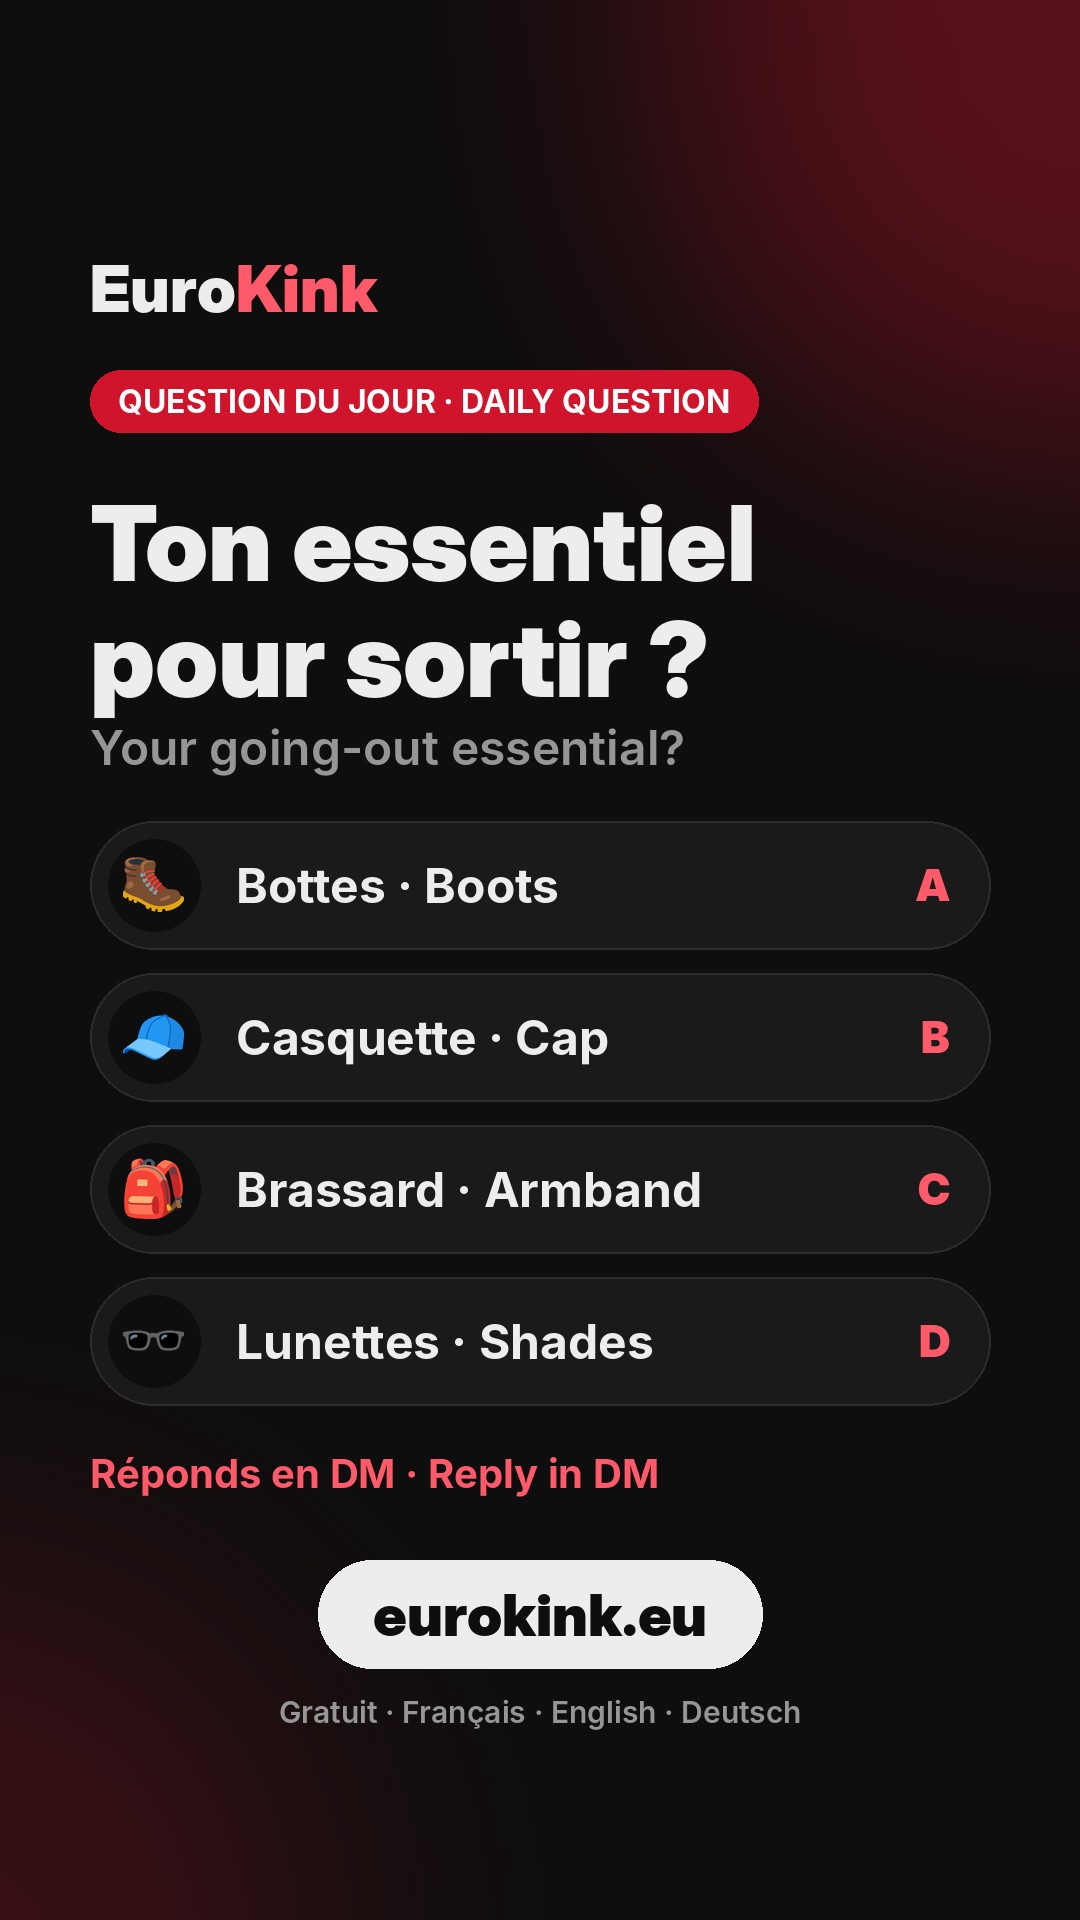 EuroKink
QUESTION DU JOUR · DAILY QUESTION
Ton essentiel
pour sortir ?
Your going-out essential?
Bottes · Boots A
Casquette · Cap B
Brassard · Armband C
Lunettes · Shades D
Réponds en DM · Reply in DM
eurokink.eu
Gratuit · Français · English · Deutsch